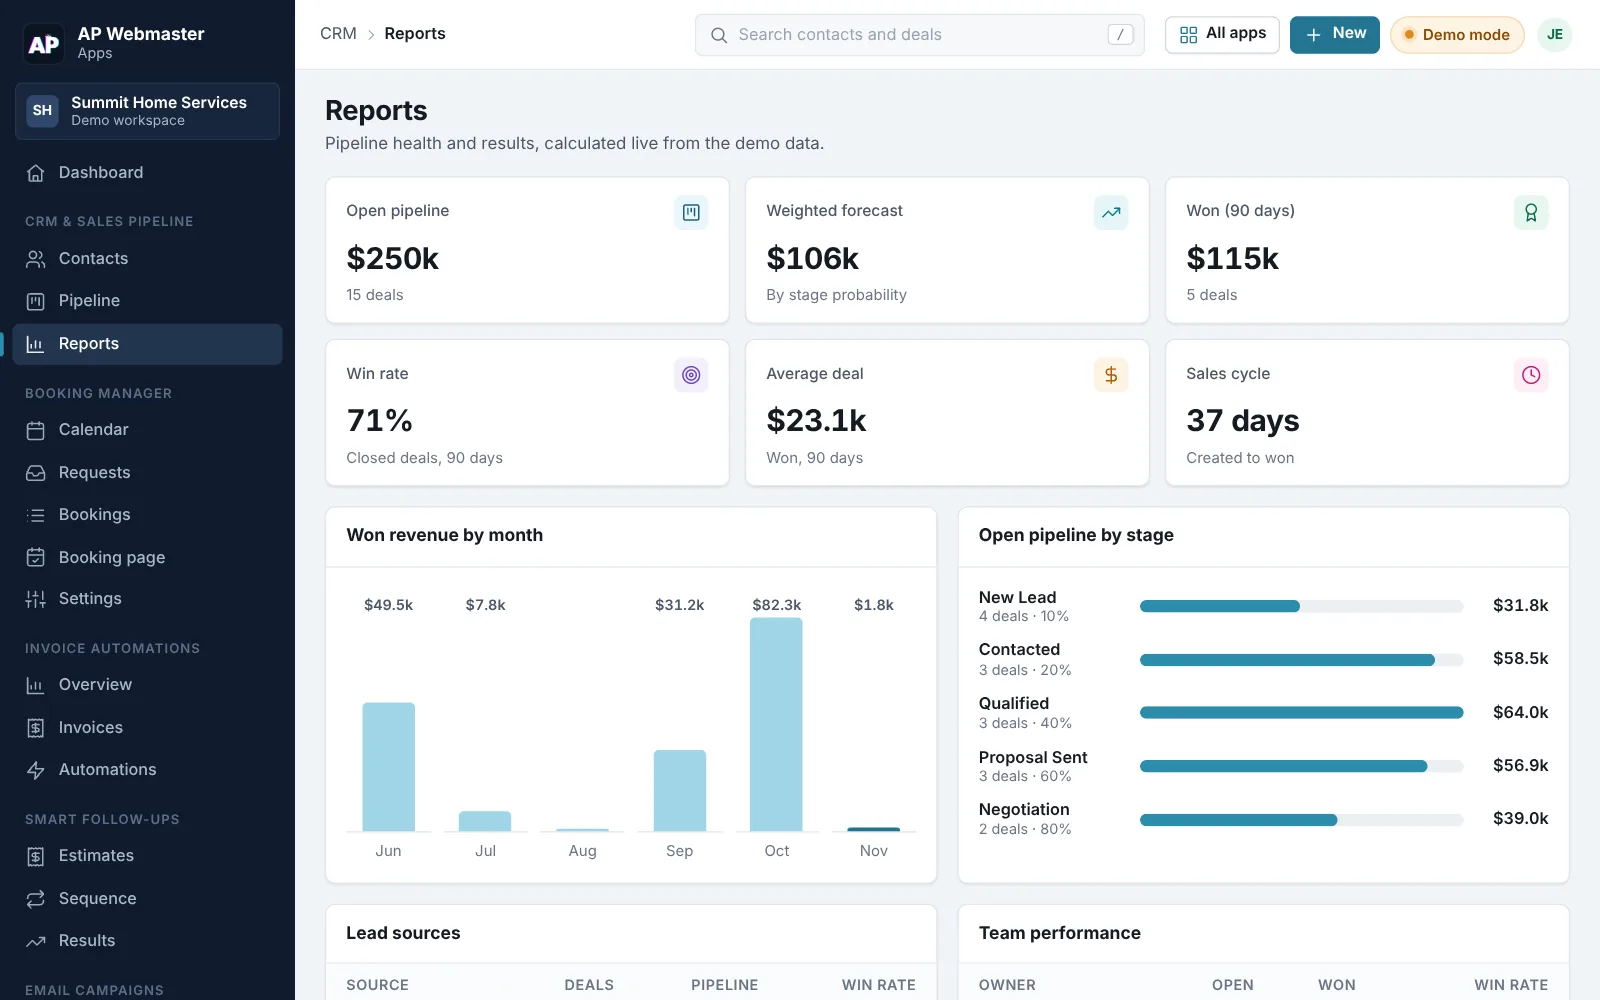 AP
AP Webmaster
Apps
SH
Summit Home Services
Demo workspace
Dashboard
CRM & SALES PIPELINE
Contacts
Pipeline
Reports
BOOKING MANAGER
Calendar
Requests
Bookings
Booking page
Settings
INVOICE AUTOMATIONS
Overview
Invoices
Automations
SMART FOLLOW-UPS
Estimates
Sequence
Results
EMAIL CAMPAIGNS
CRM > Reports
Search contacts and deals /
All apps
+ New
Demo mode
JE
Reports
Pipeline health and results, calculated live from the demo data.
Open pipeline
$250k
15 deals
Weighted forecast
$106k
By stage probability
Won (90 days)
$115k
5 deals
Win rate
71%
Closed deals, 90 days
Average deal
$23.1k
Won, 90 days
Sales cycle
37 days
Created to won
Won revenue by month
$49.5k $7.8k $31.2k $82.3k $1.8k
Jun Jul Aug Sep Oct Nov
Open pipeline by stage
New Lead
4 deals · 10%
$31.8k
Contacted
3 deals · 20%
$58.5k
Qualified
3 deals · 40%
$64.0k
Proposal Sent
3 deals · 60%
$56.9k
Negotiation
2 deals · 80%
$39.0k
Lead sources
SOURCE DEALS PIPELINE WIN RATE
Team performance
OWNER OPEN WON WIN RATE